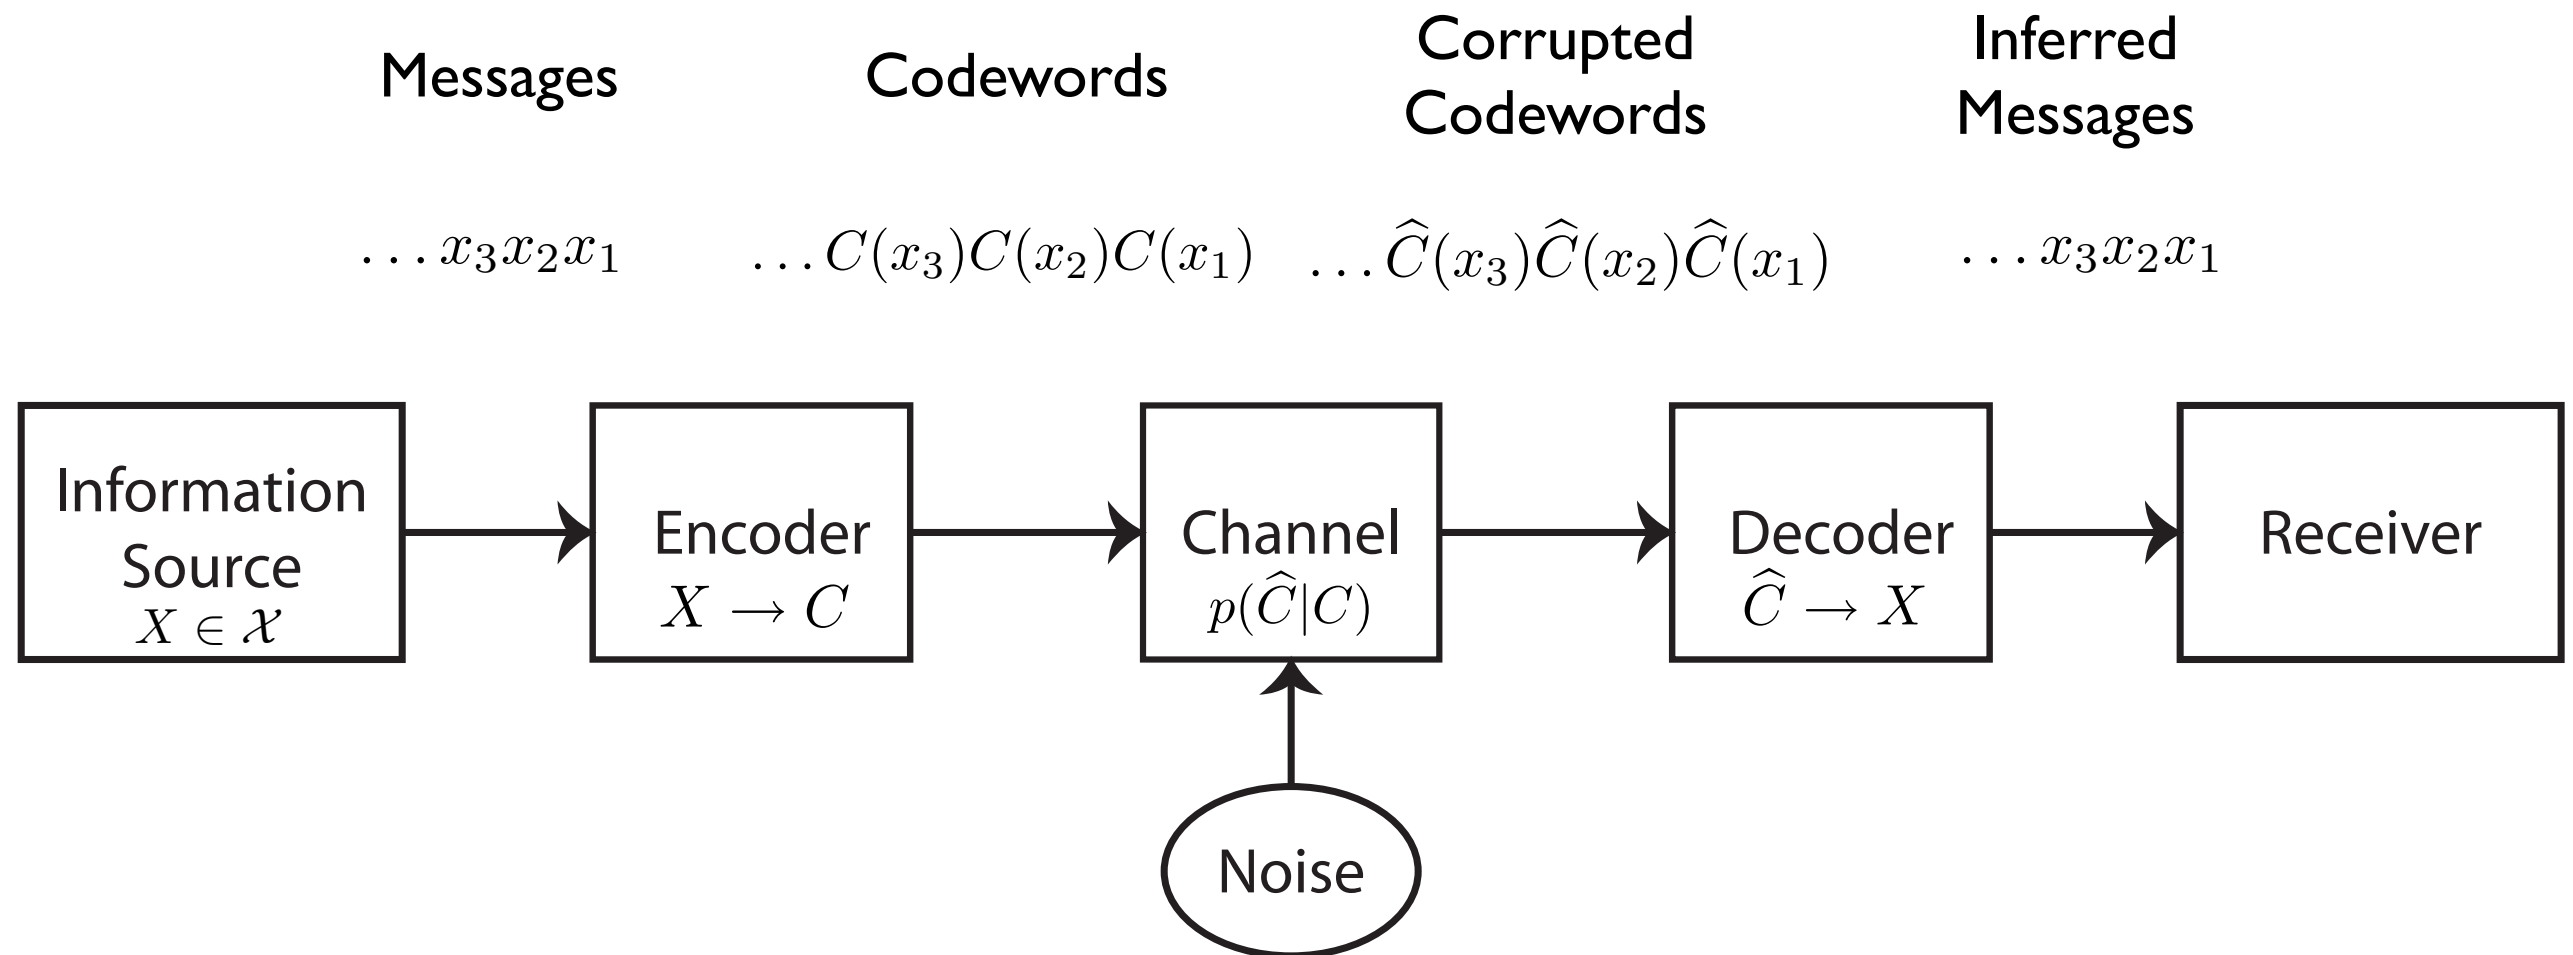 Messages
Codewords
Corrupted
Codewords
Inferred
Messages
…x₃x₂x₁
…C(x₃)C(x₂)C(x₁)
…Ĉ(x₃)Ĉ(x₂)Ĉ(x₁)
…x₃x₂x₁
Information
Source
X ∈ 𝒳
Encoder
X → C
Channel
p(Ĉ|C)
Decoder
Ĉ → X
Receiver
Noise